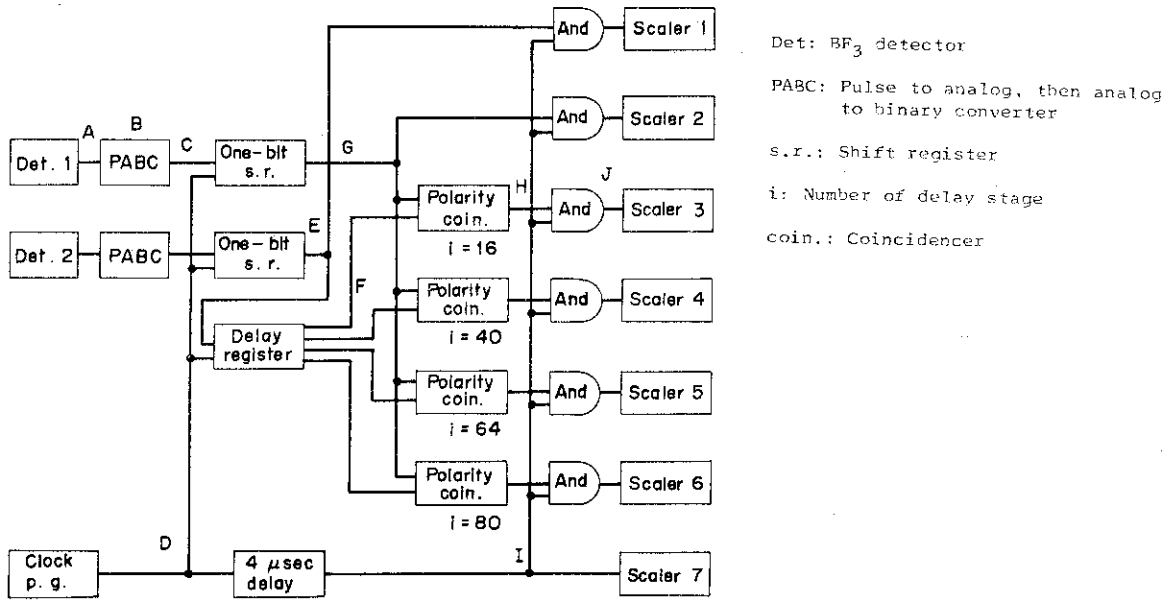 And
Scaler 1
And
Scaler 2
A
B
C
Det. 1
PABC
One-bit
s.r.
G
H
J
Polarity
coin.
And
Scaler 3
i = 16
Det. 2
PABC
One-bit
s. r.
E
F
Polarity
coin.
And
Scaler 4
i = 40
Delay
register
Polarity
coin.
And
Scaler 5
i = 64
Polarity
coin.
And
Scaler 6
i = 80
D
I
Clock
p. g.
4 μsec
delay
Scaler 7
Det: BF3 detector
PABC: Pulse to analog, then analog
to binary converter
s.r.: Shift register
i: Number of delay stage
coin.: Coincidencer